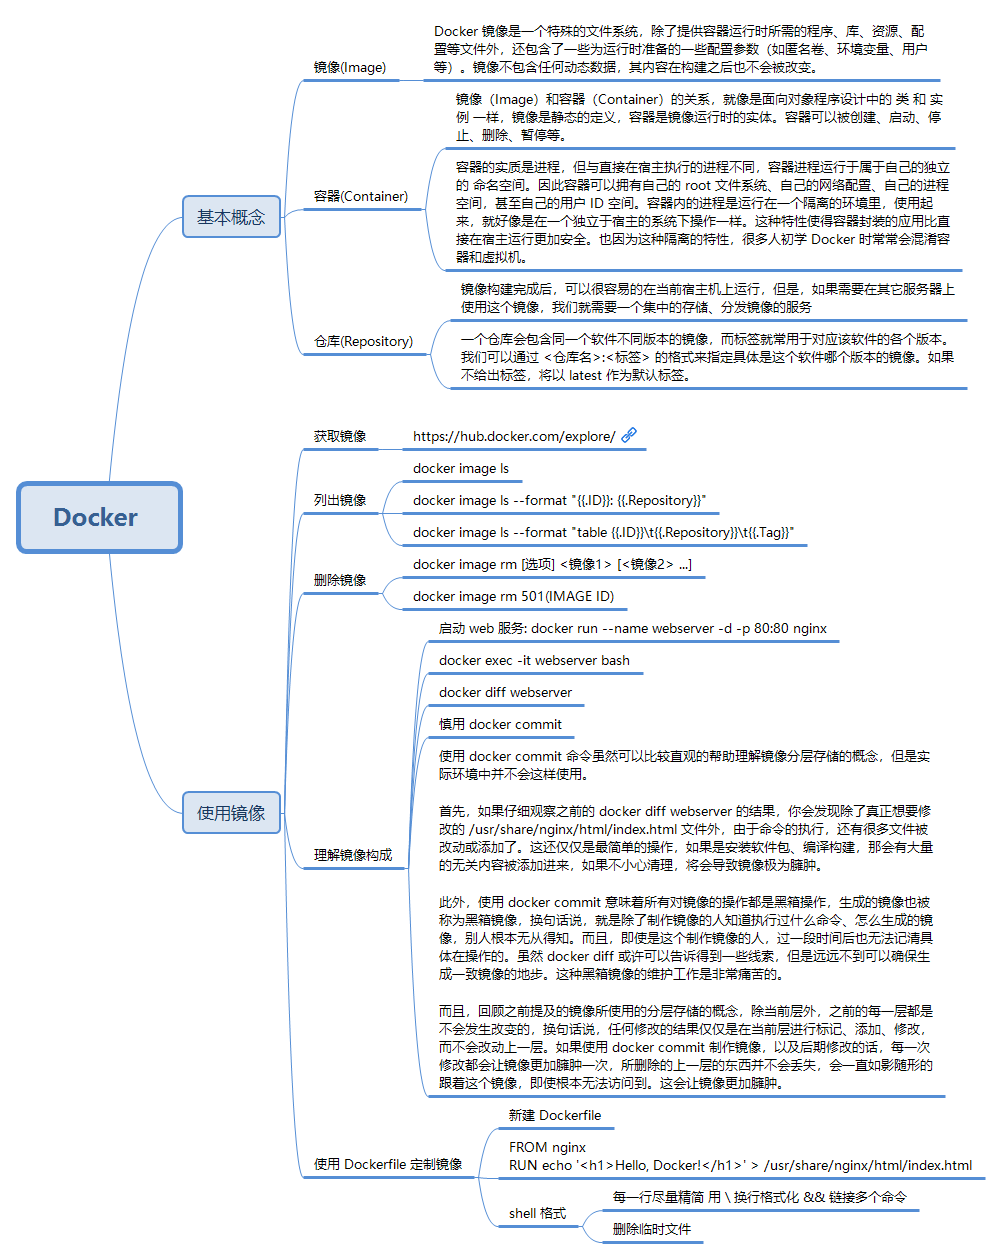 Docker
基本概念
镜像(Image)
Docker 镜像是一个特殊的文件系统，除了提供容器运行时所需的程序、库、资源、配
置等文件外，还包含了一些为运行时准备的一些配置参数（如匿名卷、环境变量、用户
等）。镜像不包含任何动态数据，其内容在构建之后也不会被改变。
容器(Container)
镜像（Image）和容器（Container）的关系，就像是面向对象程序设计中的 类 和 实
例 一样，镜像是静态的定义，容器是镜像运行时的实体。容器可以被创建、启动、停
止、删除、暂停等。
容器的实质是进程，但与直接在宿主执行的进程不同，容器进程运行于属于自己的独立
的 命名空间。因此容器可以拥有自己的 root 文件系统、自己的网络配置、自己的进程
空间，甚至自己的用户 ID 空间。容器内的进程是运行在一个隔离的环境里，使用起
来，就好像是在一个独立于宿主的系统下操作一样。这种特性使得容器封装的应用比直
接在宿主运行更加安全。也因为这种隔离的特性，很多人初学 Docker 时常常会混淆容
器和虚拟机。
仓库(Repository)
镜像构建完成后，可以很容易的在当前宿主机上运行，但是，如果需要在其它服务器上
使用这个镜像，我们就需要一个集中的存储、分发镜像的服务
一个仓库会包含同一个软件不同版本的镜像，而标签就常用于对应该软件的各个版本。
我们可以通过 <仓库名>:<标签> 的格式来指定具体是这个软件哪个版本的镜像。如果
不给出标签，将以 latest 作为默认标签。
使用镜像
获取镜像
https://hub.docker.com/explore/
列出镜像
docker image ls
docker image ls --format "{{.ID}}: {{.Repository}}"
docker image ls --format "table {{.ID}}\t{{.Repository}}\t{{.Tag}}"
删除镜像
docker image rm [选项] <镜像1> [<镜像2> ...]
docker image rm 501(IMAGE ID)
理解镜像构成
启动 web 服务: docker run --name webserver -d -p 80:80 nginx
docker exec -it webserver bash
docker diff webserver
慎用 docker commit
使用 docker commit 命令虽然可以比较直观的帮助理解镜像分层存储的概念，但是实
际环境中并不会这样使用。
首先，如果仔细观察之前的 docker diff webserver 的结果，你会发现除了真正想要修
改的 /usr/share/nginx/html/index.html 文件外，由于命令的执行，还有很多文件被
改动或添加了。这还仅仅是最简单的操作，如果是安装软件包、编译构建，那会有大量
的无关内容被添加进来，如果不小心清理，将会导致镜像极为臃肿。
此外，使用 docker commit 意味着所有对镜像的操作都是黑箱操作，生成的镜像也被
称为黑箱镜像，换句话说，就是除了制作镜像的人知道执行过什么命令、怎么生成的镜
像，别人根本无从得知。而且，即使是这个制作镜像的人，过一段时间后也无法记清具
体在操作的。虽然 docker diff 或许可以告诉得到一些线索，但是远远不到可以确保生
成一致镜像的地步。这种黑箱镜像的维护工作是非常痛苦的。
而且，回顾之前提及的镜像所使用的分层存储的概念，除当前层外，之前的每一层都是
不会发生改变的，换句话说，任何修改的结果仅仅是在当前层进行标记、添加、修改，
而不会改动上一层。如果使用 docker commit 制作镜像，以及后期修改的话，每一次
修改都会让镜像更加臃肿一次，所删除的上一层的东西并不会丢失，会一直如影随形的
跟着这个镜像，即使根本无法访问到。这会让镜像更加臃肿。
使用 Dockerfile 定制镜像
新建 Dockerfile
FROM nginx
RUN echo '<h1>Hello, Docker!</h1>' > /usr/share/nginx/html/index.html
shell 格式
每一行尽量精简 用 \ 换行格式化 && 链接多个命令
删除临时文件